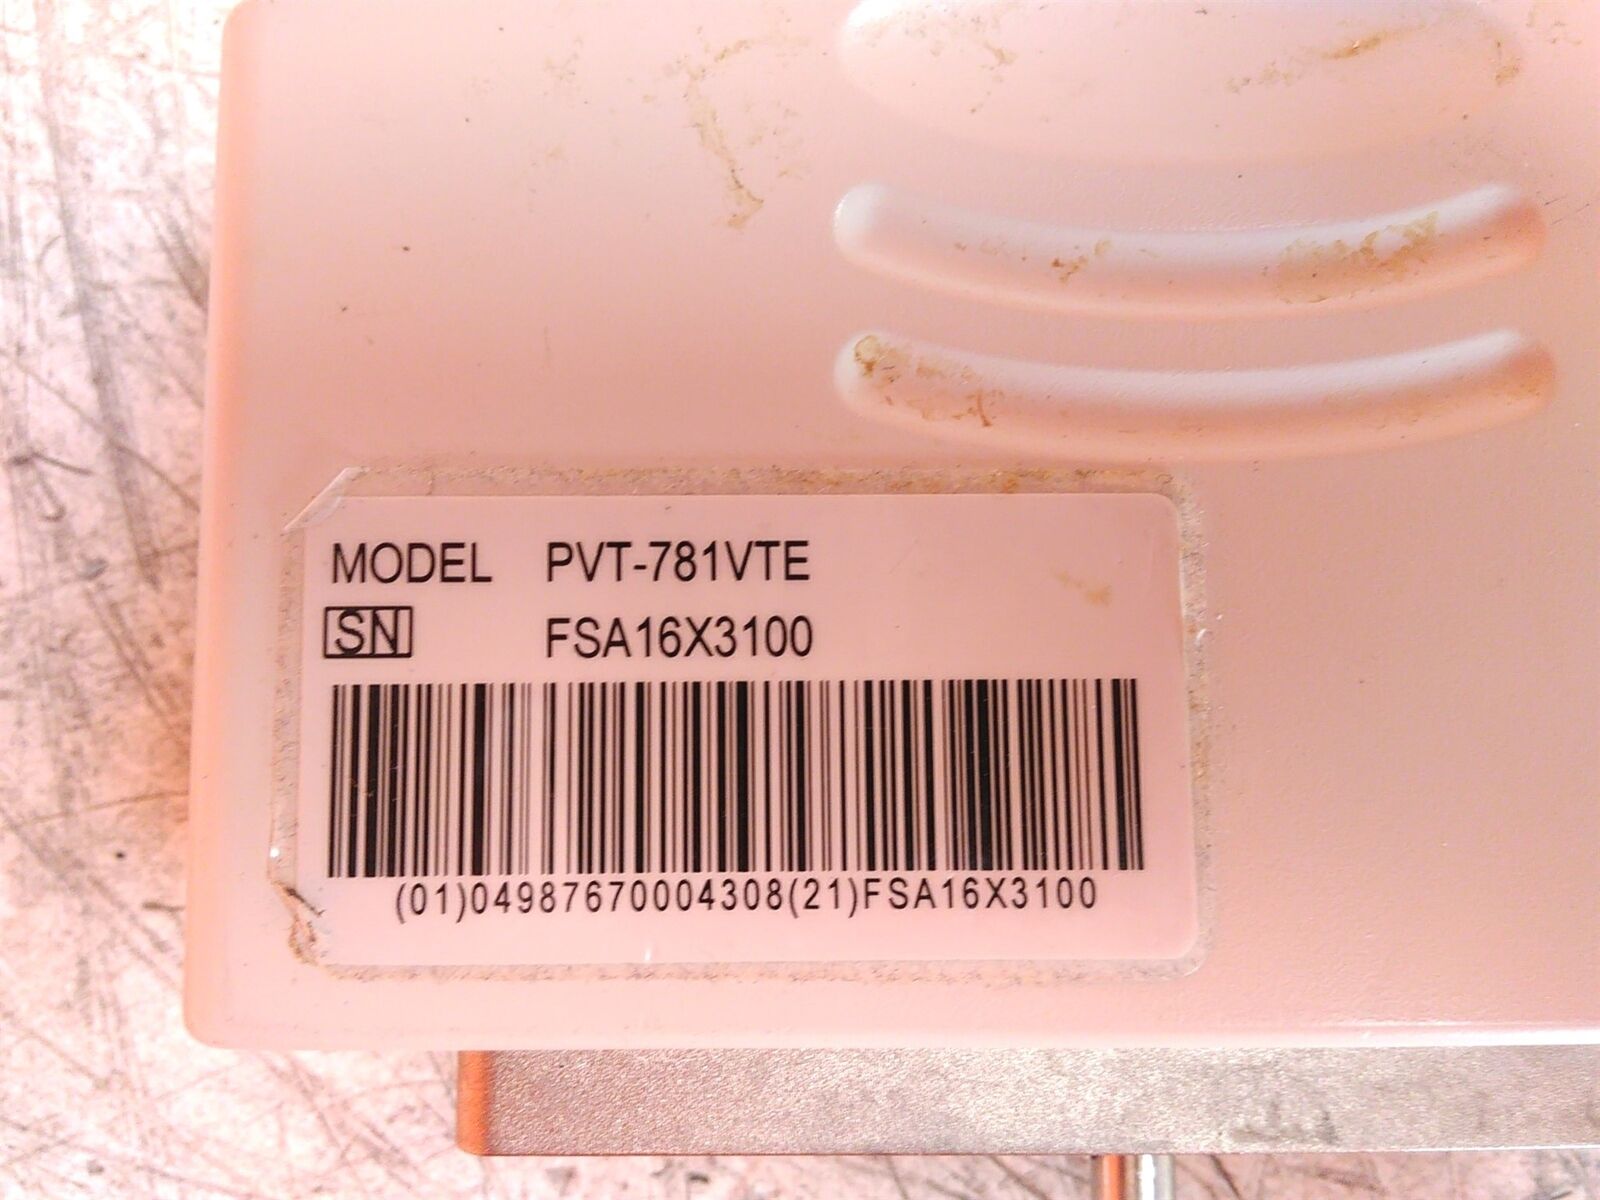 MODEL PVT-781VTE
SN FSA16X3100
(01)04987670004308(21)FSA16X3100